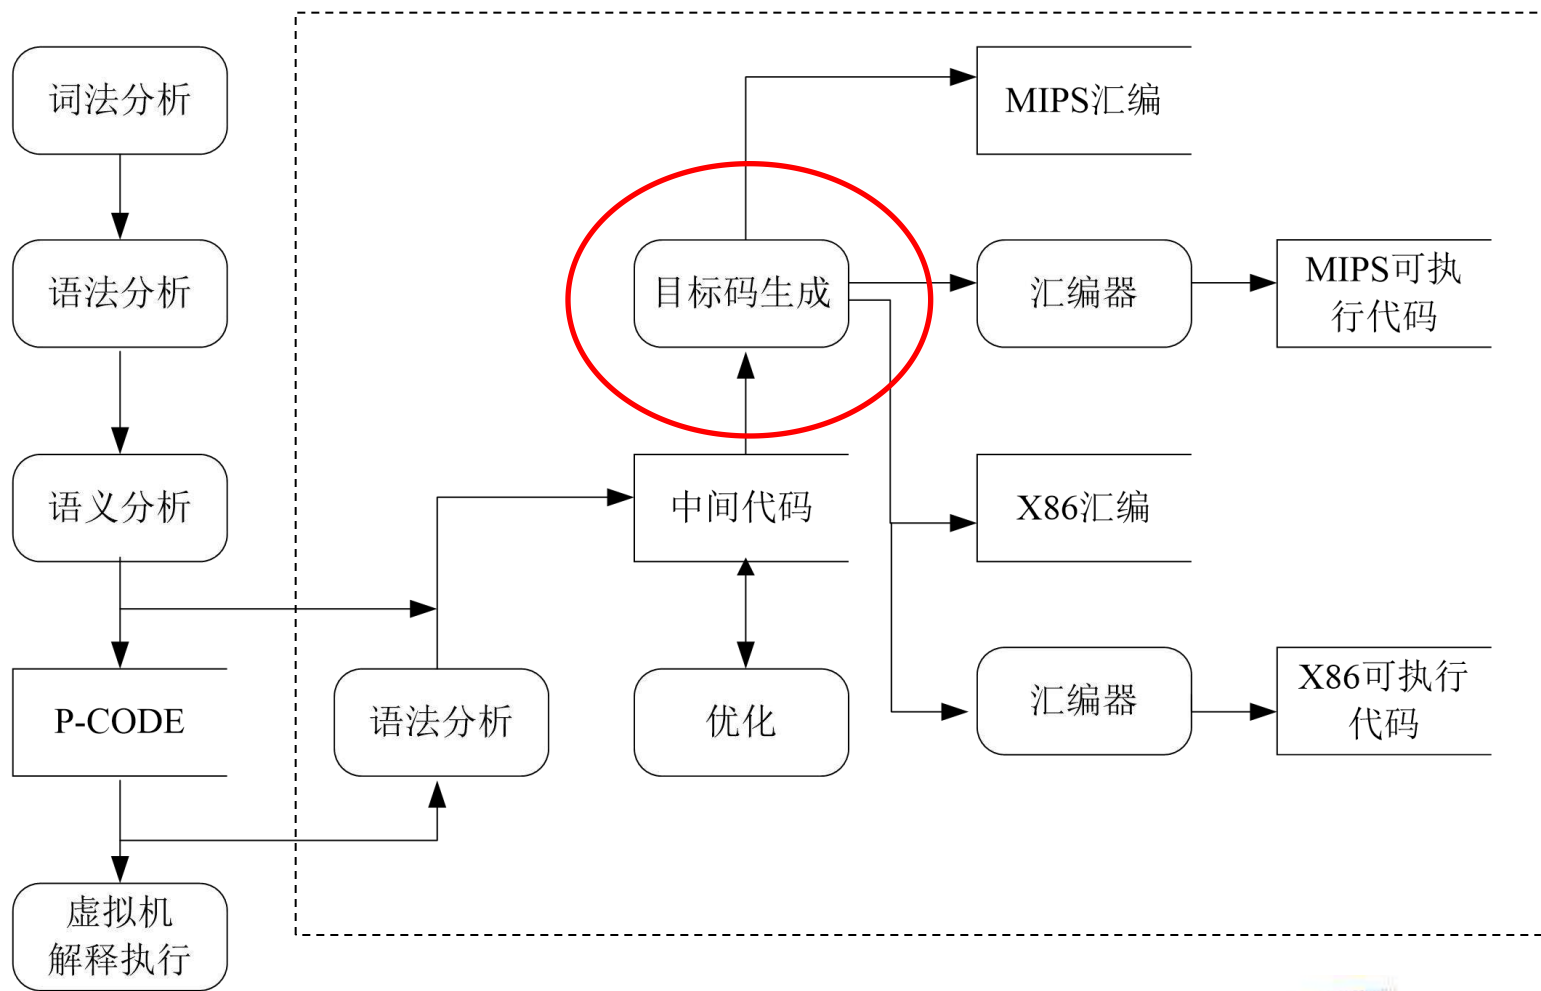 词法分析
语法分析
语义分析
P-CODE
虚拟机
解释执行
语法分析
目标码生成
中间代码
优化
MIPS汇编
汇编器
MIPS可执
行代码
X86汇编
汇编器
X86可执行
代码